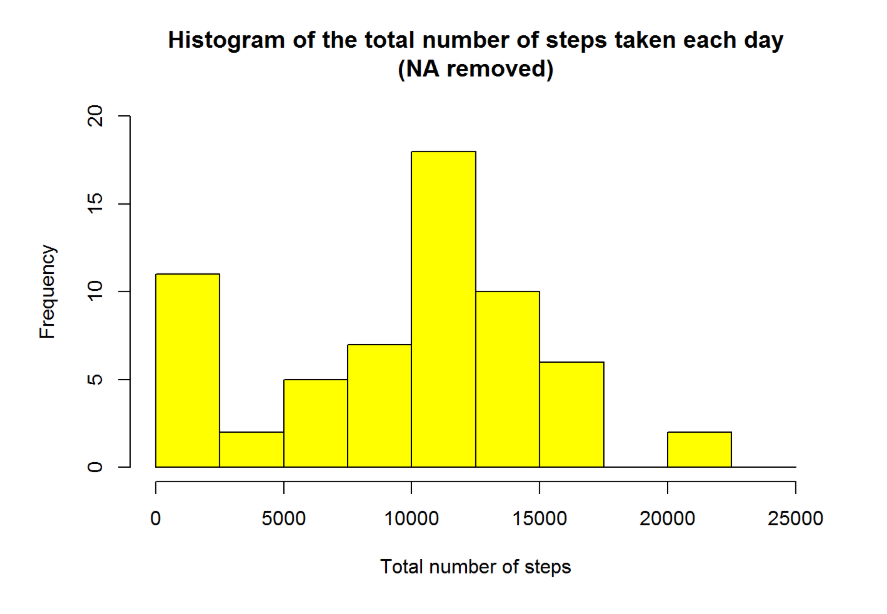 Histogram of the total number of steps taken each day
(NA removed)
20
15
10
5
0
Frequency
0 5000 10000 15000 20000 25000
Total number of steps